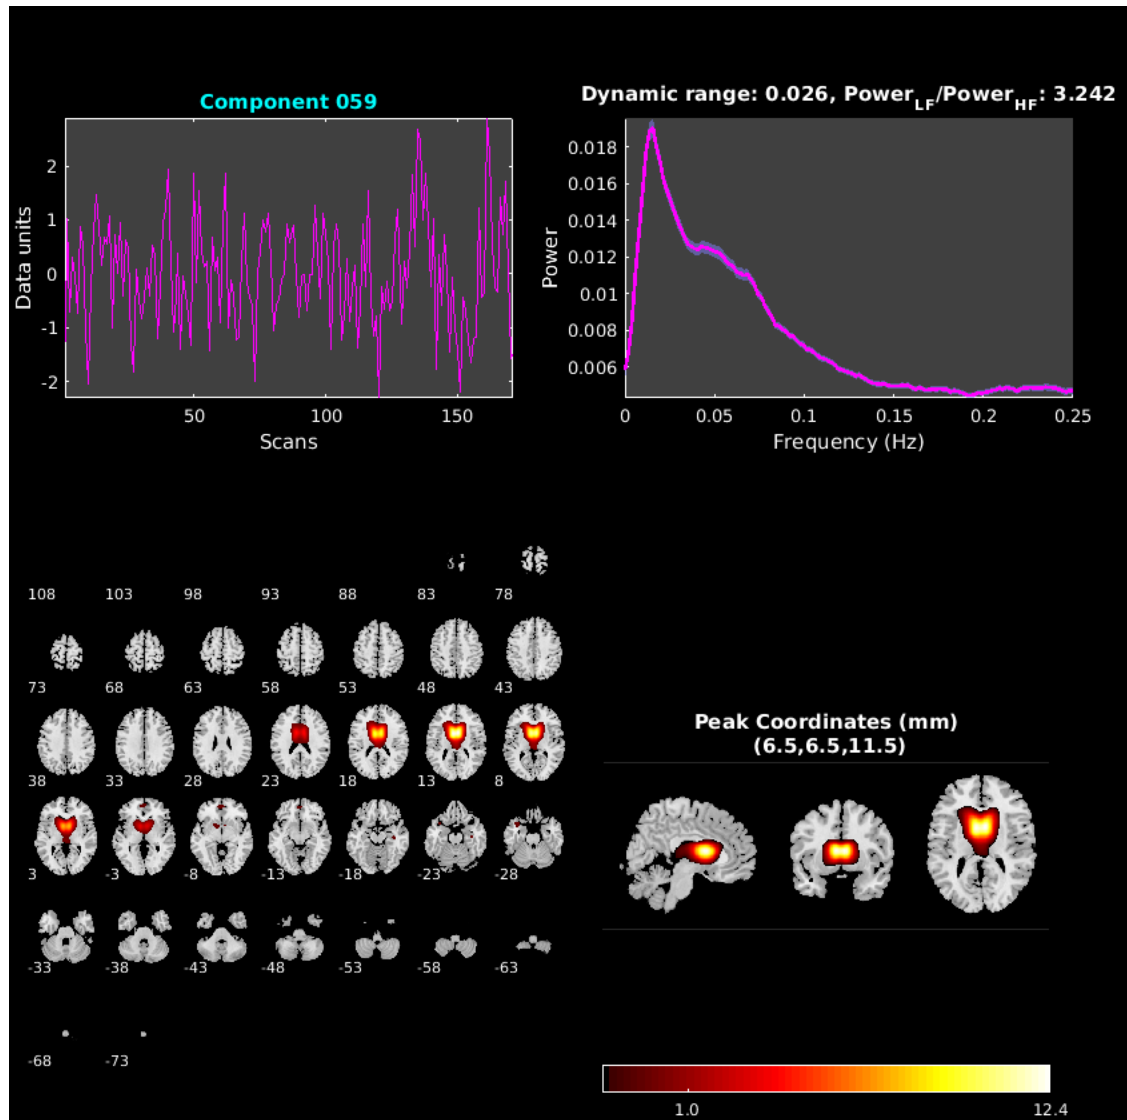 Component 059
Dynamic range: 0.026, Power_LF/Power_HF: 3.242
2
1
0
-1
-2
Data units
50 100 150
Scans
0.018
0.016
0.014
0.012
0.01
0.008
0.006
Power
0 0.05 0.1 0.15 0.2 0.25
Frequency (Hz)
108 103 98 93 88 83 78
73 68 63 58 53 48 43
38 33 28 23 18 13 8
3 -3 -8 -13 -18 -23 -28
-33 -38 -43 -48 -53 -58 -63
-68 -73
Peak Coordinates (mm)
(6.5,6.5,11.5)
1.0 12.4